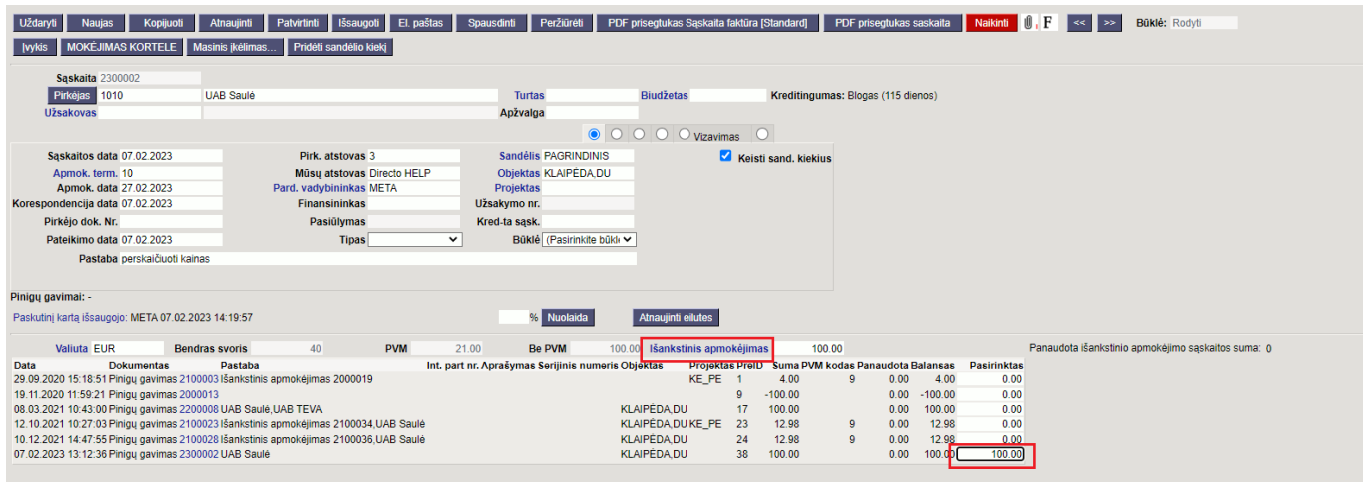 Uždaryti Naujas Kopijuoti Atnaujinti Patvirtinti Išsaugoti El. paštas Spausdinti Peržiūrėti PDF prisegtukas Sąskaita faktūra [Standard] PDF prisegtukas saskaita Naikinti F << >> Būklė: Rodyti
Įvykis MOKĖJIMAS KORTELE Masinis įkėlimas... Pridėti sandėlio kiekį
Sąskaita 2300002
Pirkėjas 1010 UAB Saulė Turtas Biudžetas Kreditingumas: Blogas (115 dienos)
Užsakovas Apžvalga
Vizavimas
Sąskaitos data 07.02.2023 Pirk. atstovas 3 Sandėlis PAGRINDINIS Keisti sand. kiekius
Apmok. term. 10 Mūsų atstovas Directo HELP Objektas KLAIPĖDA,DU
Apmok. data 27.02.2023 Pard. vadybininkas META Projektas
Korespondencija data 07.02.2023 Finansininkas Užsakymo nr.
Pirkėjo dok. Nr. Pasiūlymas Kred-ta sąsk.
Pateikimo data 07.02.2023 Tipas Būklė (Pasirinkite būkl
Pastaba perskaičiuoti kainas
Pinigų gavimai: -
Paskutinį kartą išsaugojo: META 07.02.2023 14:19:57 % Nuolaida Atnaujinti eilutes
Valiuta EUR Bendras svoris 40 PVM 21.00 Be PVM 100.00 Išankstinis apmokėjimas 100.00 Panaudota išankstinio apmokėjimo sąskaitos suma: 0
Data Dokumentas Pastaba Int. part nr. Aprašymas Serijinis numeris Objektas Projektas PreID Suma PVM kodas Panaudota Balansas Pasirinktas
29.09.2020 15:18:51 Pinigų gavimas 2100003 Išankstinis apmokėjimas 2000019 KE_PE 1 4.00 9 0.00 4.00 0.00
19.11.2020 11:59:21 Pinigų gavimas 2000013 9 -100.00 0.00 -100.00 0.00
08.03.2021 10:43:00 Pinigų gavimas 2200008 UAB Saulė,UAB TEVA KLAIPĖDA,DU 17 100.00 0.00 100.00 0.00
12.10.2021 10:27:03 Pinigų gavimas 2100023 Išankstinis apmokėjimas 2100034,UAB Saulė KLAIPĖDA,DU KE_PE 23 12.98 9 0.00 12.98 0.00
10.12.2021 14:47:55 Pinigų gavimas 2100028 Išankstinis apmokėjimas 2100036,UAB Saulė KLAIPĖDA,DU 24 12.98 9 0.00 12.98 0.00
07.02.2023 13:12:36 Pinigų gavimas 2300002 UAB Saulė KLAIPĖDA,DU 38 100.00 0.00 100.00 100.00